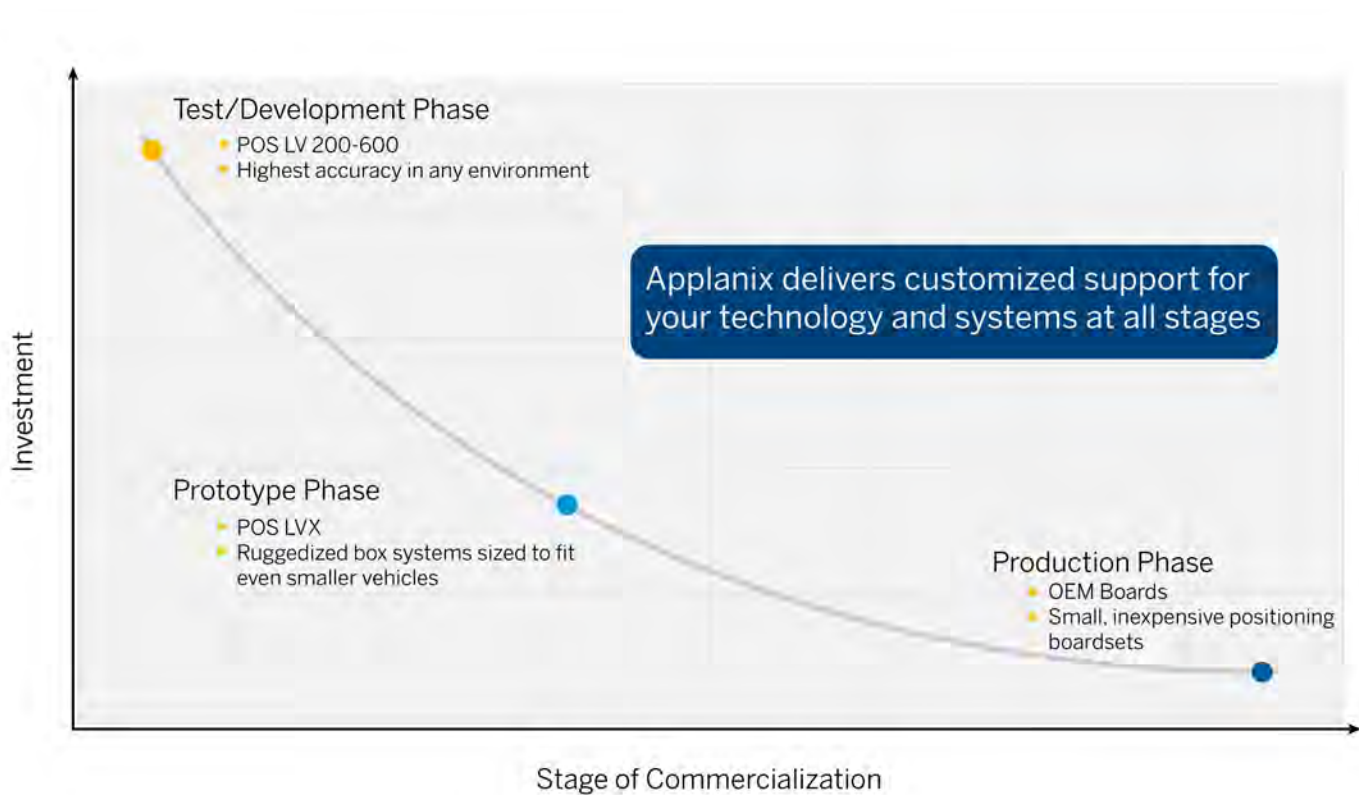 Test/Development Phase
POS LV 200-600
Highest accuracy in any environment
Applanix delivers customized support for
your technology and systems at all stages
Investment
Prototype Phase
POS LVX
Ruggedized box systems sized to fit
even smaller vehicles
Production Phase
OEM Boards
Small, inexpensive positioning
boardsets
Stage of Commercialization